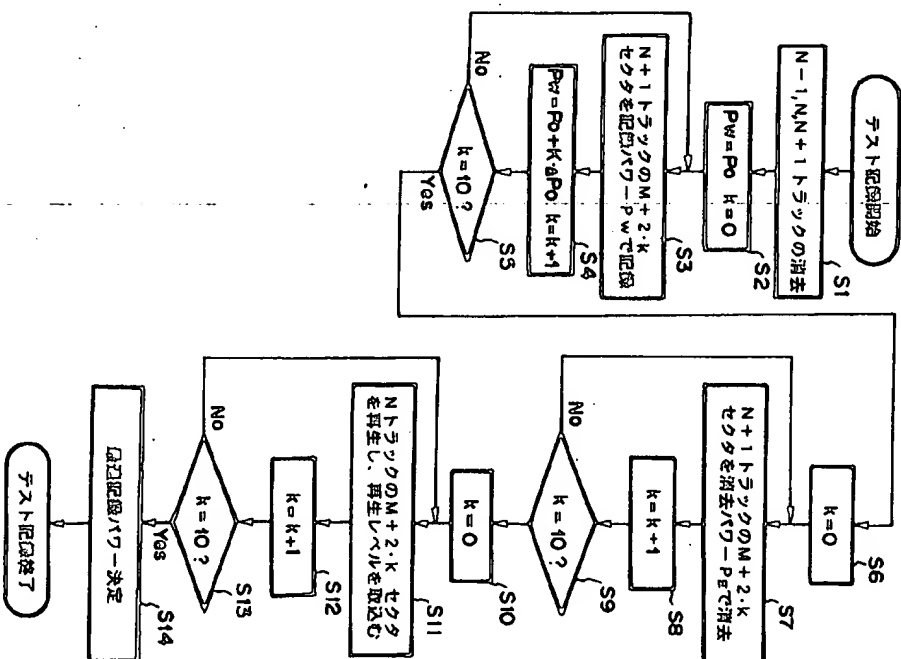 テスト記録開始
N-1,N,N+1トラックの消去
S1
PW=PO k=0
S2
N+1トラックのM+2·k
セクタを記録パワーPWで記録
S3
PW=PO+K·ΔPO k=k+1
S4
k=10?
S5
No
Yes
k=0
S6
N+1トラックのM+2·k
セクタを消去パワーPEで消去
S7
k=k+1
S8
k=10?
S9
No
k=0
S10
NトラックのM+2·k セクタ
を再生し、再生レベルを取込む
S11
k=k+1
S12
k=10?
S13
No
Yes
最適記録パワー決定
S14
テスト記録終了